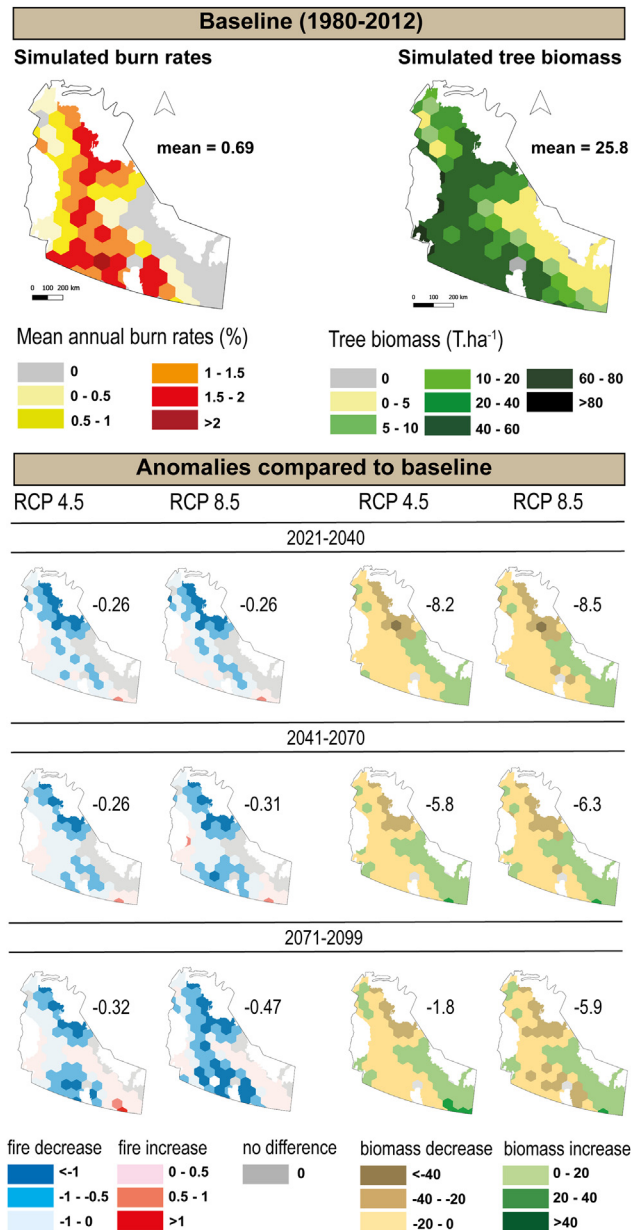 Baseline (1980-2012)
Simulated burn rates
Simulated tree biomass
mean = 0.69
mean = 25.8
0 100 200 km
0 100 200 km
Mean annual burn rates (%)
0
0 - 0.5
0.5 - 1
1 - 1.5
1.5 - 2
>2
Tree biomass (T.ha⁻¹)
0
0 - 5
5 - 10
10 - 20
20 - 40
40 - 60
60 - 80
>80
Anomalies compared to baseline
RCP 4.5 RCP 8.5 RCP 4.5 RCP 8.5
2021-2040
-0.26 -0.26 -8.2 -8.5
2041-2070
-0.26 -0.31 -5.8 -6.3
2071-2099
-0.32 -0.47 -1.8 -5.9
fire decrease
<-1
-1 - -0.5
-1 - 0
fire increase
0 - 0.5
0.5 - 1
>1
no difference
0
biomass decrease
<-40
-40 - -20
-20 - 0
biomass increase
0 - 20
20 - 40
>40